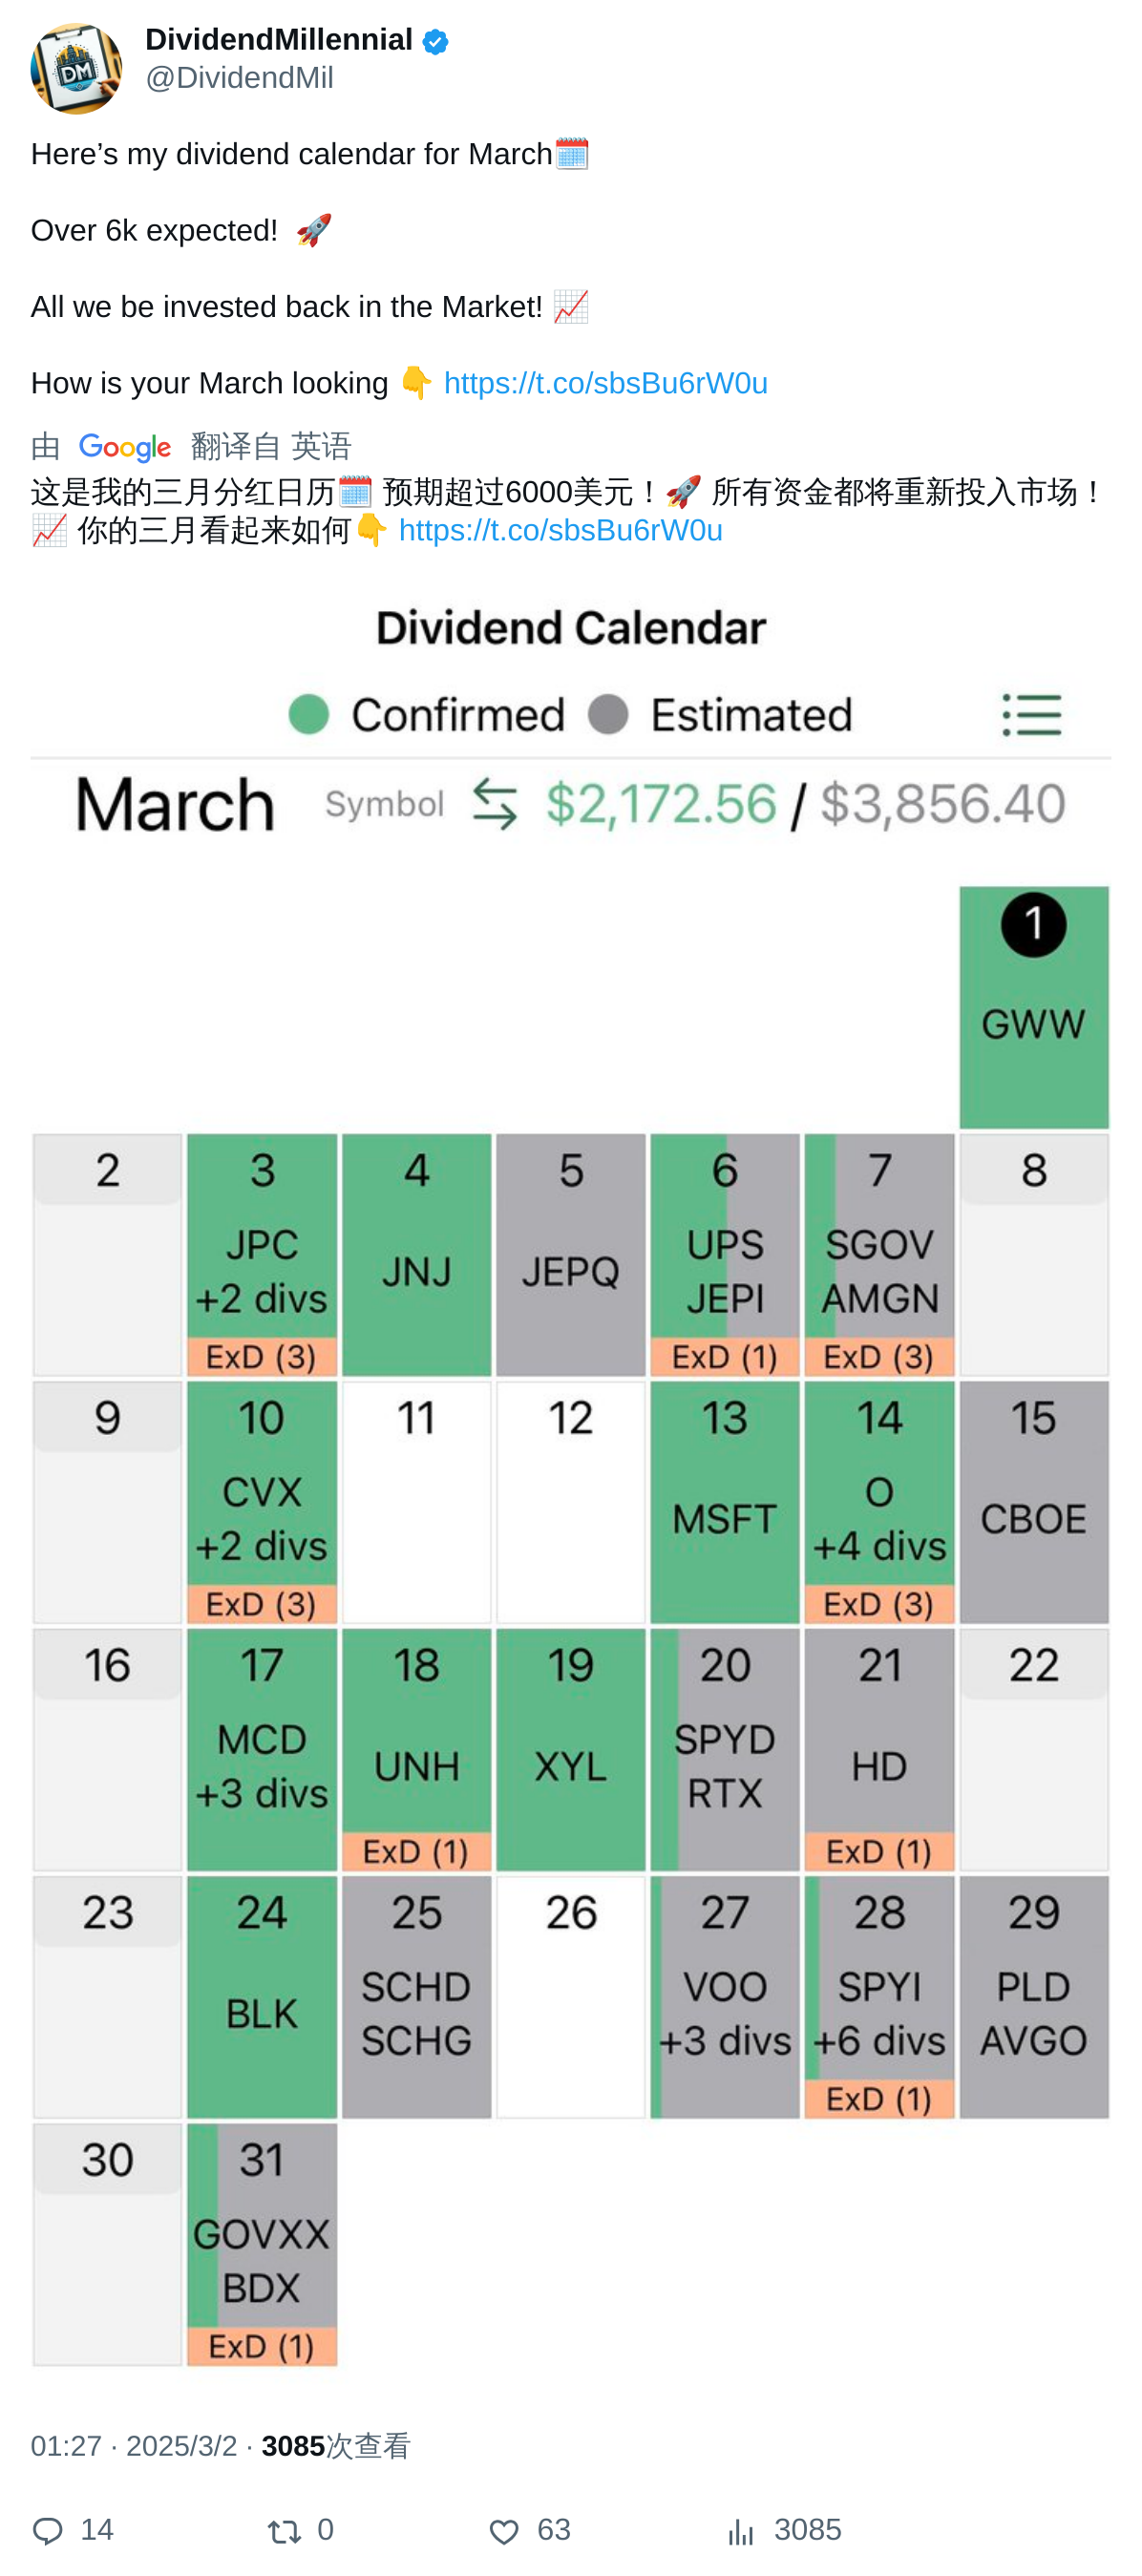 DividendMillennial
@DividendMil
Here’s my dividend calendar for March🗓️
Over 6k expected! 🚀
All we be invested back in the Market! 📈
How is your March looking 👇 https://t.co/sbsBu6rW0u
由 Google 翻译自 英语
这是我的三月分红日历🗓️ 预期超过6000美元！🚀 所有资金都将重新投入市场！
📈 你的三月看起来如何👇 https://t.co/sbsBu6rW0u
Dividend Calendar
Confirmed Estimated
March Symbol $2,172.56 / $3,856.40
1
GWW
2 3 4 5 6 7 8
JPC UPS SGOV
JNJ JEPQ
+2 divs JEPI AMGN
ExD (3) ExD (1) ExD (3)
9 10 11 12 13 14 15
CVX O
MSFT CBOE
+2 divs +4 divs
ExD (3) ExD (3)
16 17 18 19 20 21 22
MCD SPYD
UNH XYL HD
+3 divs RTX
ExD (1) ExD (1)
23 24 25 26 27 28 29
SCHD VOO SPYI PLD
BLK
SCHG +3 divs +6 divs AVGO
ExD (1)
30 31
GOVXX
BDX
ExD (1)
01:27 · 2025/3/2 · 3085次查看
14 0 63 3085